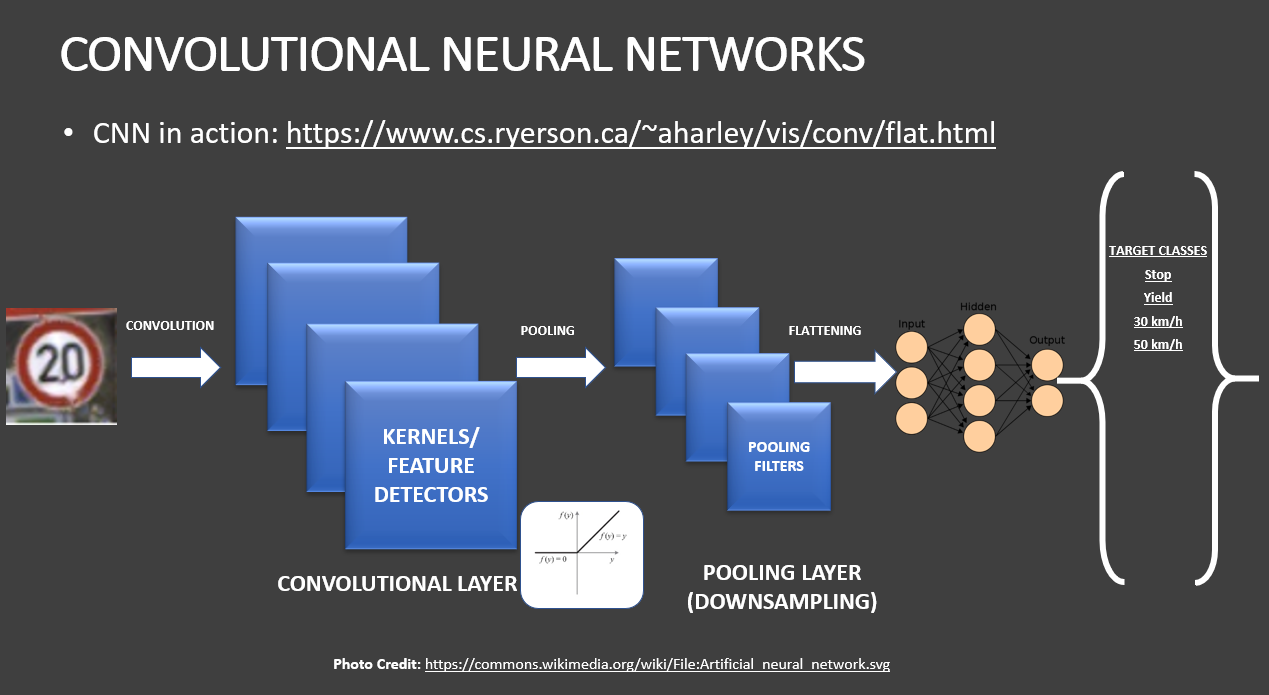 CONVOLUTIONAL NEURAL NETWORKS
• CNN in action: https://www.cs.ryerson.ca/~aharley/vis/conv/flat.html
20
CONVOLUTION
KERNELS/
FEATURE
DETECTORS
CONVOLUTIONAL LAYER
f(y)
f(y) = y
f(y) = 0
y
POOLING
POOLING
FILTERS
POOLING LAYER
(DOWNSAMPLING)
FLATTENING
Input
Hidden
Output
TARGET CLASSES
Stop
Yield
30 km/h
50 km/h
Photo Credit: https://commons.wikimedia.org/wiki/File:Artificial_neural_network.svg